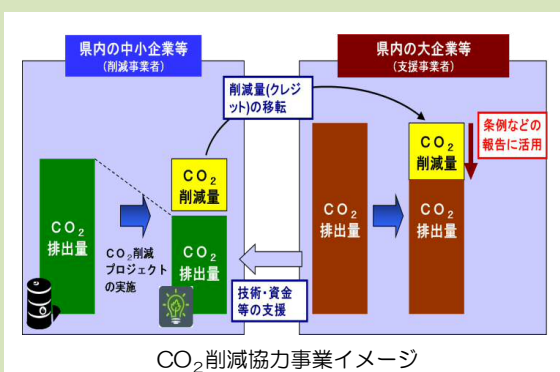 県内の中小企業等
(削減事業者)
県内の大企業等
(支援事業者)
削減量(クレジ
ット)の移転
条例などの
報告に活用
CO₂
削減量
CO₂
削減量
CO₂
排出量
CO₂削減
プロジェクト
の実施
CO₂
排出量
CO₂
排出量
CO₂
排出量
技術・資金
等の支援
CO₂削減協力事業イメージ